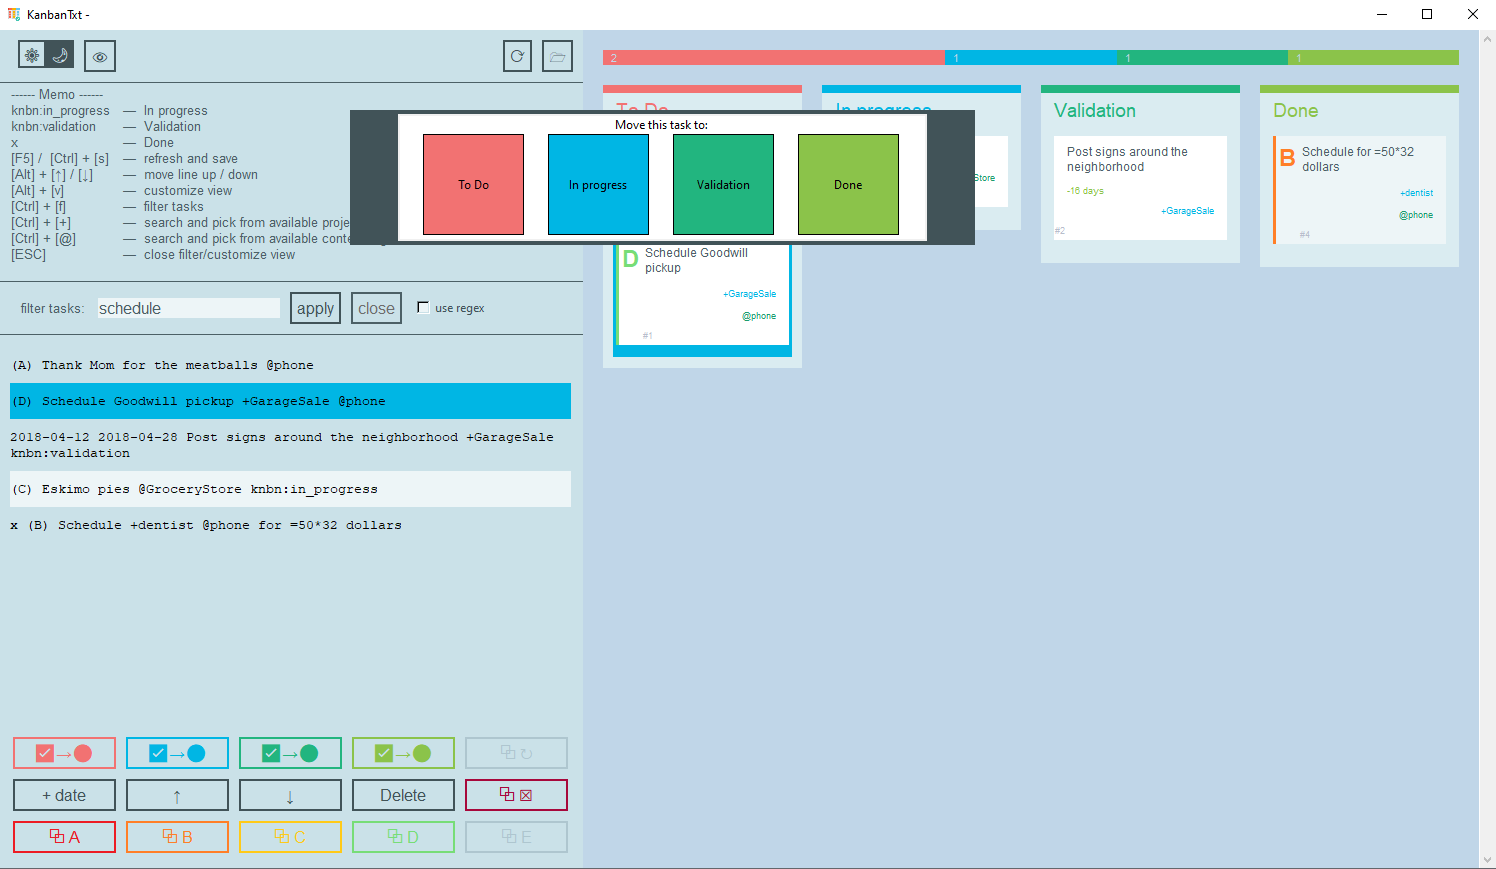 KanbanTxt -
------ Memo ------
knbn:in_progress — In progress
knbn:validation — Validation
x — Done
[F5] / [Ctrl] + [s] — refresh and save
[Alt] + [↑] / [↓] — move line up / down
[Alt] + [v] — customize view
[Ctrl] + [f] — filter tasks
[Ctrl] + [+] — search and pick from available proje
[Ctrl] + [@] — search and pick from available conte
[ESC] — close filter/customize view
filter tasks: schedule apply close use regex
(A) Thank Mom for the meatballs @phone
(D) Schedule Goodwill pickup +GarageSale @phone
2018-04-12 2018-04-28 Post signs around the neighborhood +GarageSale
knbn:validation
(C) Eskimo pies @GroceryStore knbn:in_progress
x (B) Schedule +dentist @phone for =50*32 dollars
+ date ↑ ↓ Delete
A B C D E
2 1 1 1
Move this task to:
To Do In progress Validation Done
To Do
D Schedule Goodwill
pickup
+GarageSale
@phone
#1
In progress
Store
Validation
Post signs around the
neighborhood
-16 days
+GarageSale
#2
Done
B Schedule for =50*32
dollars
+dentist
@phone
#4